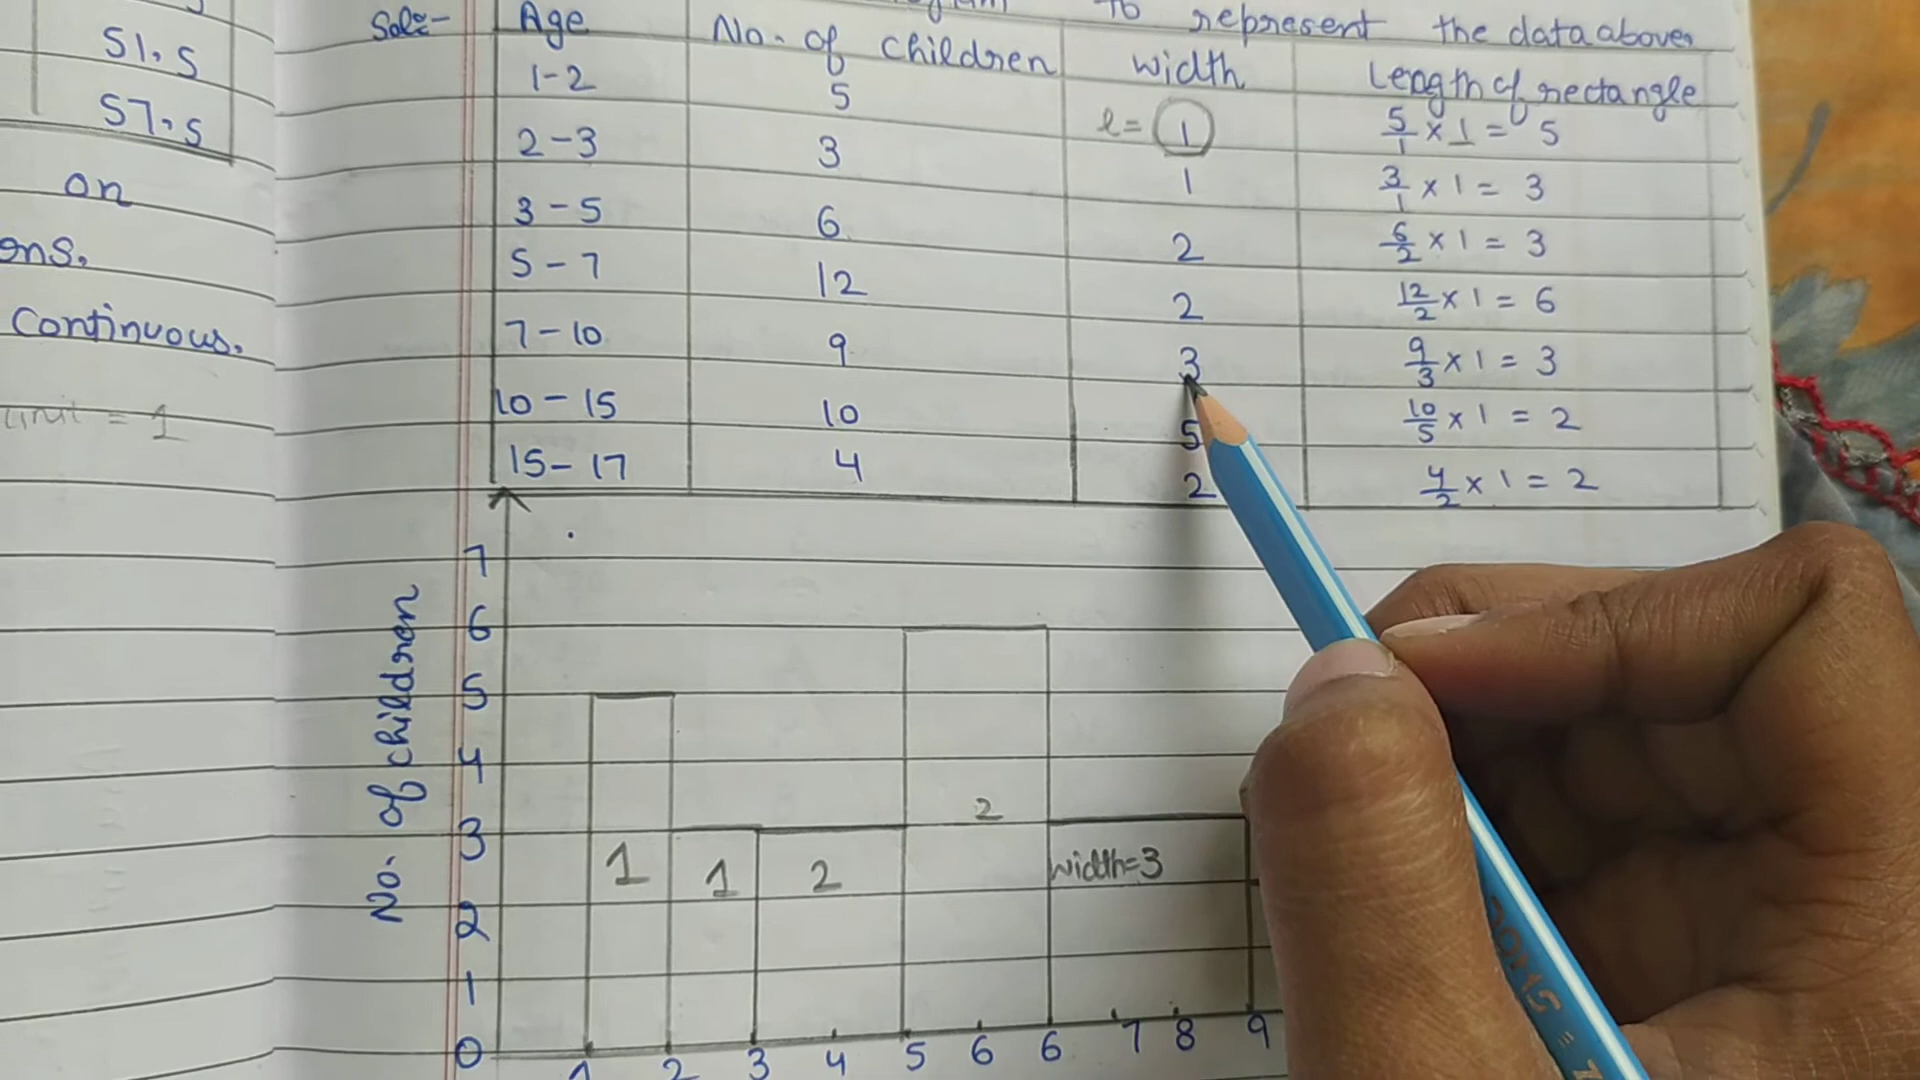 51.5
57.5
on
ons.
Continuous.
unit = 1
to represent the data above
Sol:-
Age No. of children width Length of rectangle
1-2 5 l = 1 5/1 × 1 = 5
2-3 3 1 3/1 × 1 = 3
3-5 6 2 6/2 × 1 = 3
5-7 12 2 12/2 × 1 = 6
7-10 9 3 9/3 × 1 = 3
10-15 10 5 10/5 × 1 = 2
15-17 4 2 4/2 × 1 = 2
No. of children
7
6
5
4
3
2
1
0
1 1 2 2 width=3
1 2 3 4 5 6 6 7 8 9